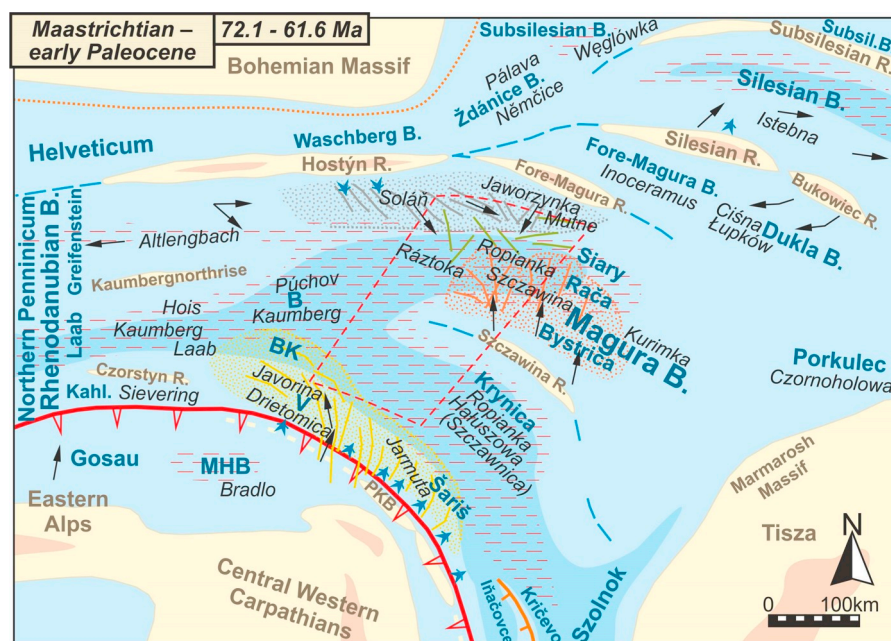 Maastrichtian –
early Paleocene
72.1 - 61.6 Ma
Bohemian Massif
Subsilesian B.
Węglówka
Subsil.B
Subsilesian R.
Pálava
Ždánice B.
Němčice
Silesian B.
Istebna
Silesian R.
Helveticum
Waschberg B.
Hostýn R.
Fore-Magura R.
Fore-Magura B.
Inoceramus
Bukowiec R.
Ciśna
Łupków
Dukla B.
Soláň
Jaworzynka
Mutne
Altlengbach
Northern Penninicum
Rhenodanubian B.
Greifenstein
Laab
Kaumbergnorthrise
Ráztoka
Ropianka
Szczawina
Siary
Rača
Magura B.
Bystrica
Kurimka
Púchov
B
Kaumberg
Hois
Kaumberg
Laab
BK
Szczawina R.
Porkulec
Czornoholowa
Czorstyn R.
Kahl.
Sievering
Javorina
V
Drietomica
Krynica
Ropianka
Hałuszowa
(Szczawnica)
Jarmuta
Šariš
PKB
Gosau
MHB
Bradlo
Eastern
Alps
Marmarosh
Massif
Tisza
N
Central Western
Carpathians
Iňačovce
Kričevo
Szolnok
0 100km